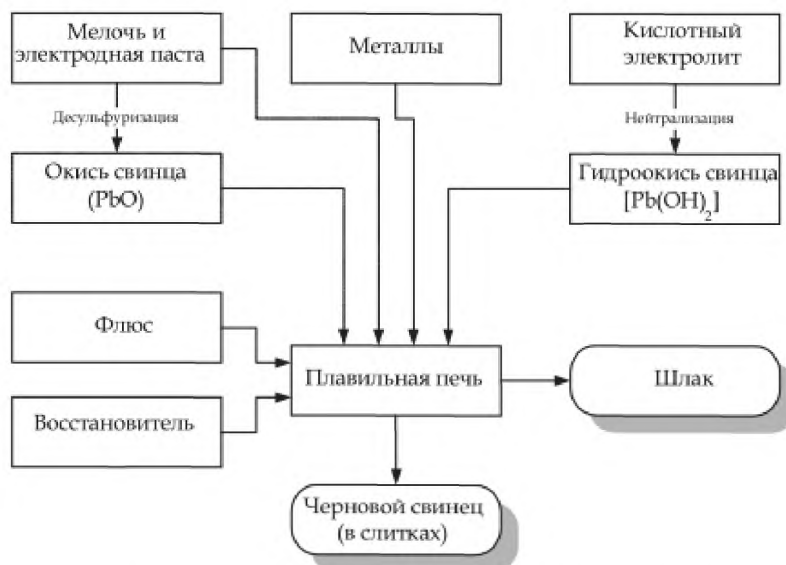 Мелочь и
электродная паста
Металлы
Кислотный
электролит
Десульфуризация
Нейтрализация
Окись свинца
(PbO)
Гидроокись свинца
[Pb(OH)₂]
Флюс
Плавильная печь
Шлак
Восстановитель
Черновой свинец
(в слитках)